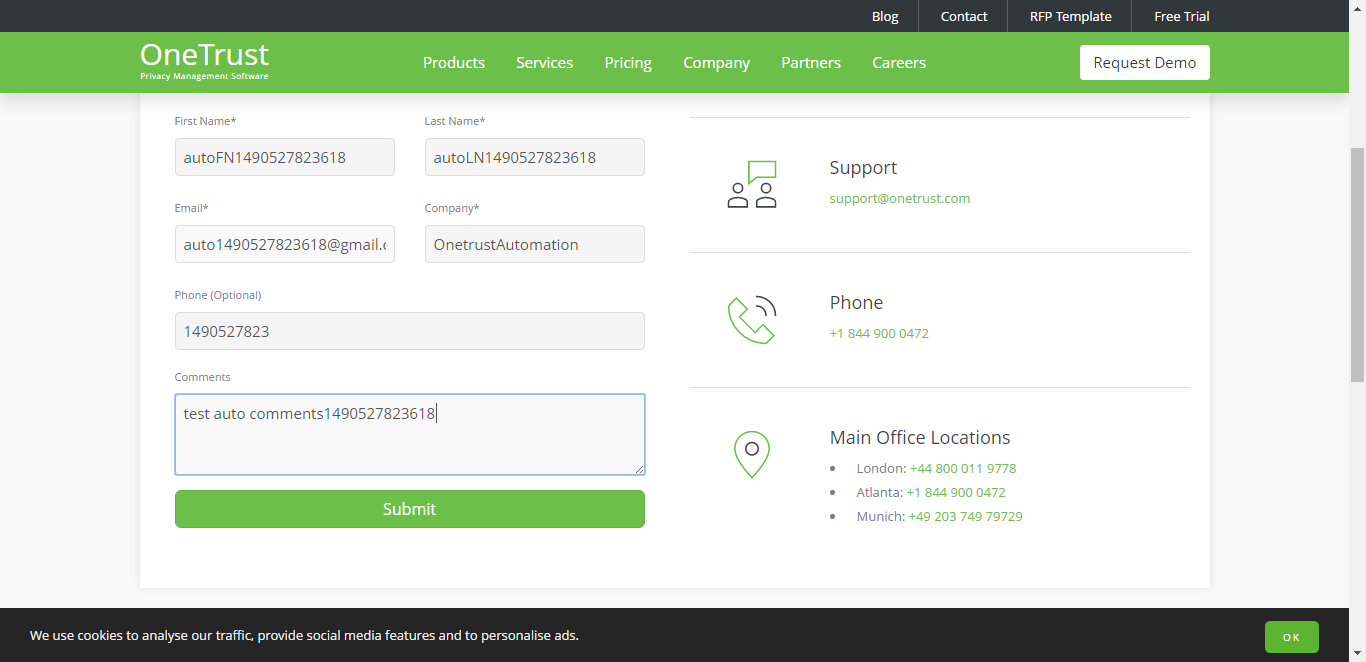 Blog
Contact
RFP Template
Free Trial
OneTrust
Privacy Management Software
Products
Services
Pricing
Company
Partners
Careers
Request Demo
First Name*
Last Name*
autoFN1490527823618
autoLN1490527823618
Email*
Company*
auto1490527823618@gmail.c
OnetrustAutomation
Phone (Optional)
1490527823
Comments
test auto comments1490527823618
Submit
Support
support@onetrust.com
Phone
+1 844 900 0472
Main Office Locations
London: +44 800 011 9778
Atlanta: +1 844 900 0472
Munich: +49 203 749 79729
We use cookies to analyse our traffic, provide social media features and to personalise ads.
OK